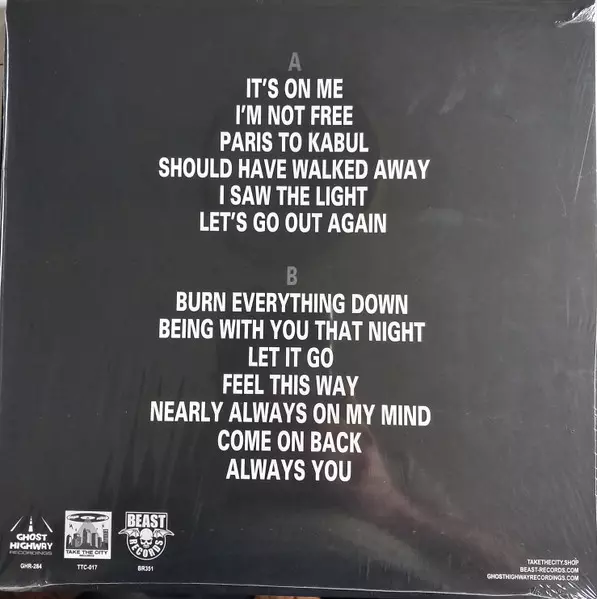 A
IT'S ON ME
I'M NOT FREE
PARIS TO KABUL
SHOULD HAVE WALKED AWAY
I SAW THE LIGHT
LET'S GO OUT AGAIN
B
BURN EVERYTHING DOWN
BEING WITH YOU THAT NIGHT
LET IT GO
FEEL THIS WAY
NEARLY ALWAYS ON MY MIND
COME ON BACK
ALWAYS YOU
GHOST
HIGHWAY
RECORDINGS
GHR-284
TAKE THE CITY
TTC-017
BEAST
RECORDS
BR351
TAKETHECITY.SHOP
BEAST-RECORDS.COM
GHOSTHIGHWAYRECORDINGS.COM